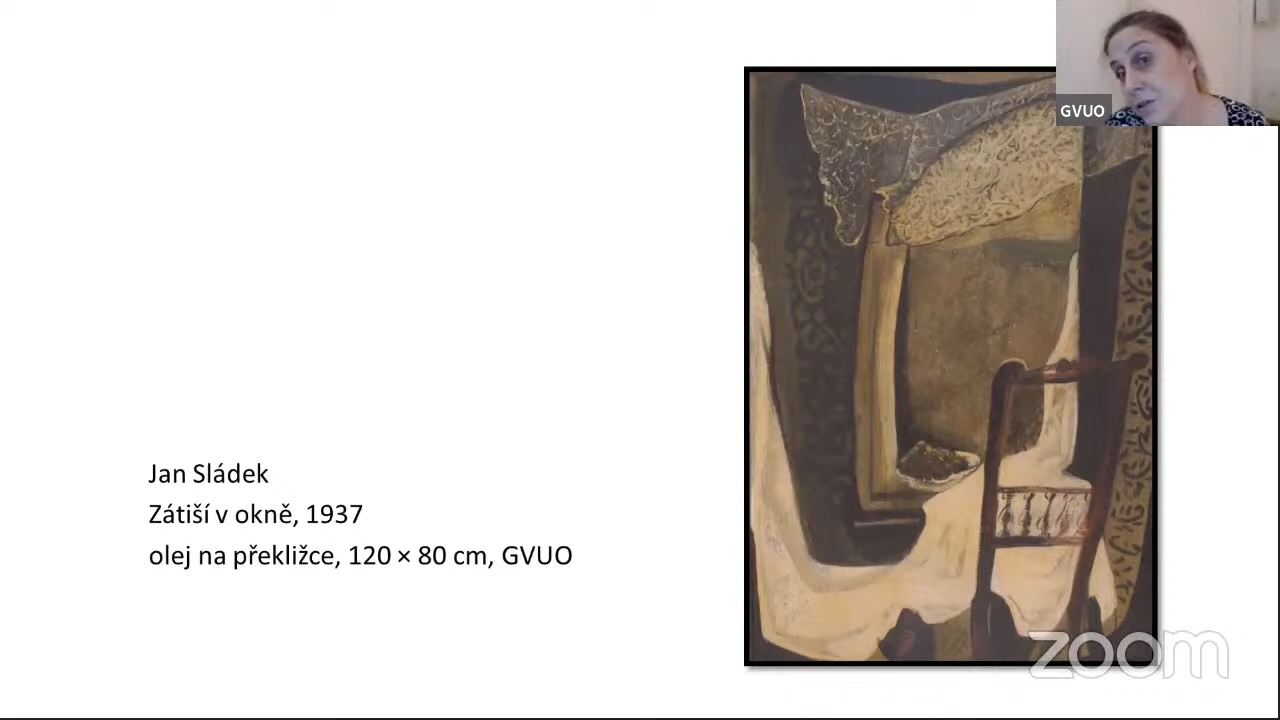 GVUO
Jan Sládek
Zátiší v okně, 1937
olej na překližce, 120 × 80 cm, GVUO
zoom